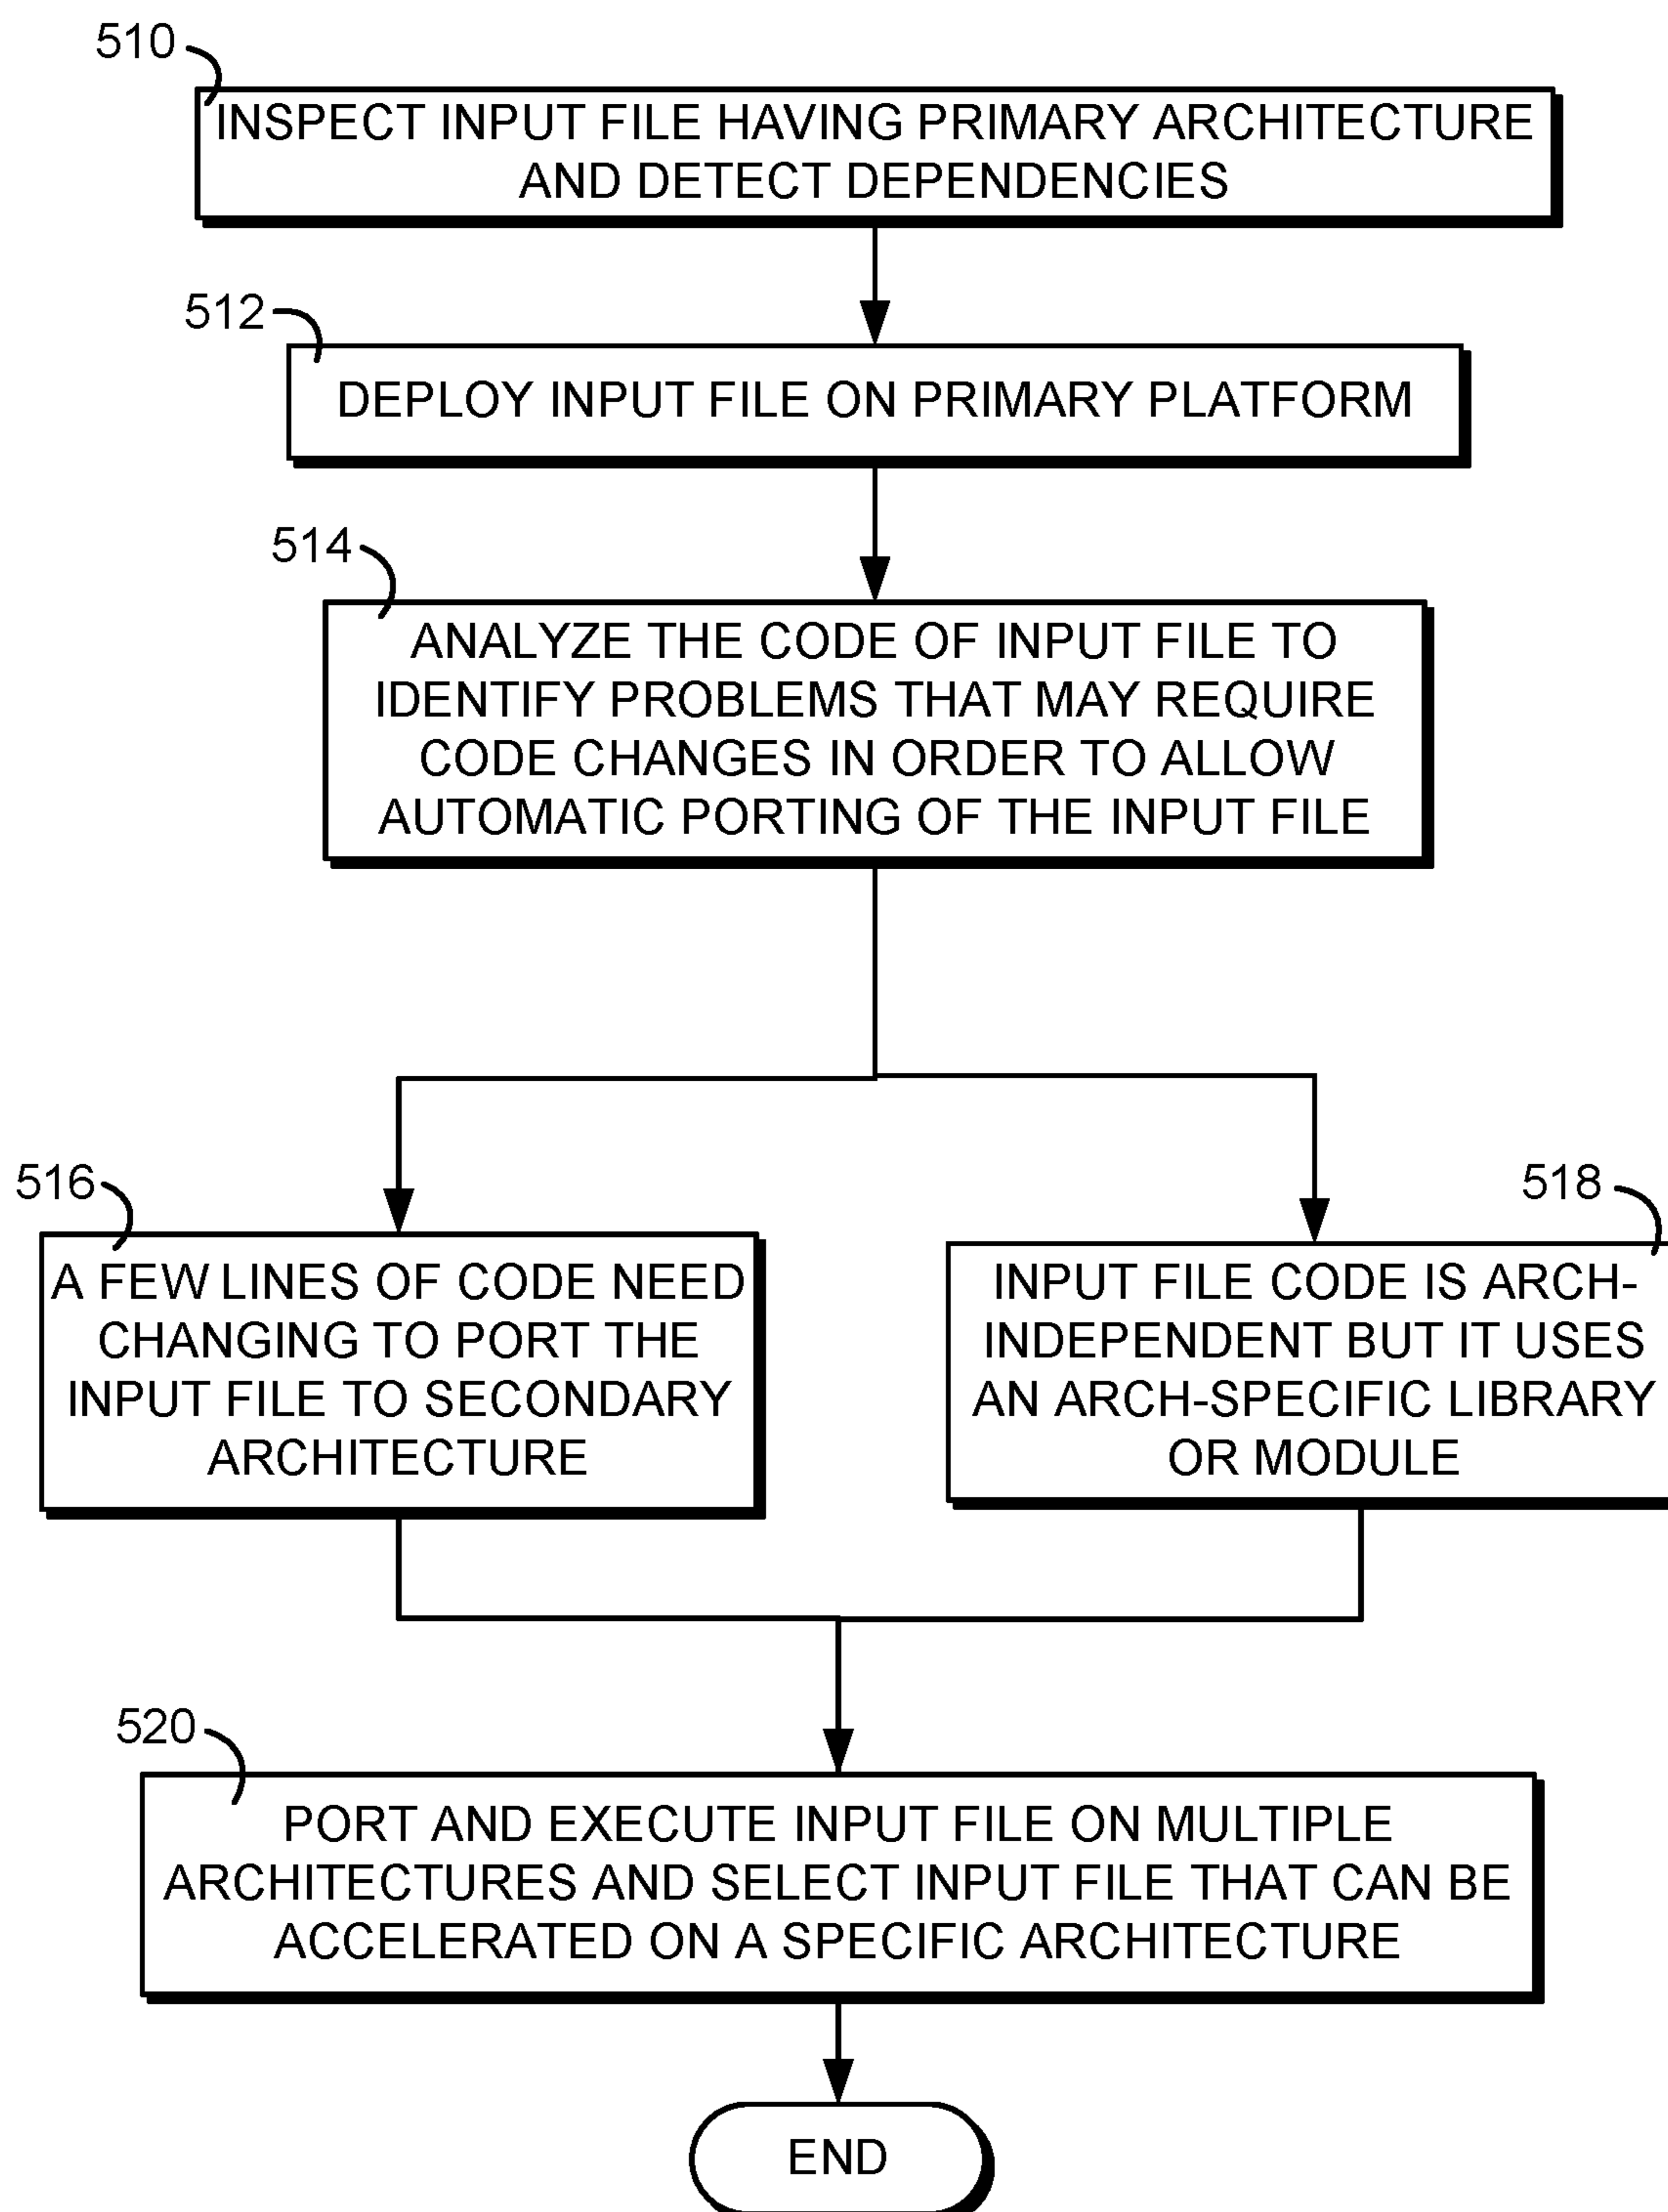 510
INSPECT INPUT FILE HAVING PRIMARY ARCHITECTURE
AND DETECT DEPENDENCIES
512
DEPLOY INPUT FILE ON PRIMARY PLATFORM
514
ANALYZE THE CODE OF INPUT FILE TO
IDENTIFY PROBLEMS THAT MAY REQUIRE
CODE CHANGES IN ORDER TO ALLOW
AUTOMATIC PORTING OF THE INPUT FILE
516
A FEW LINES OF CODE NEED
CHANGING TO PORT THE
INPUT FILE TO SECONDARY
ARCHITECTURE
518
INPUT FILE CODE IS ARCH-
INDEPENDENT BUT IT USES
AN ARCH-SPECIFIC LIBRARY
OR MODULE
520
PORT AND EXECUTE INPUT FILE ON MULTIPLE
ARCHITECTURES AND SELECT INPUT FILE THAT CAN BE
ACCELERATED ON A SPECIFIC ARCHITECTURE
END